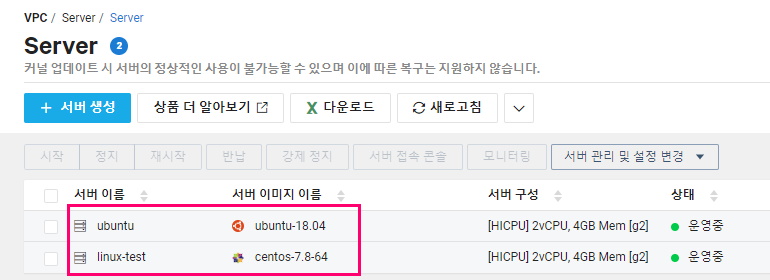 VPC / Server / Server
Server 2
커널 업데이트 시 서버의 정상적인 사용이 불가능할 수 있으며 이에 따른 복구는 지원하지 않습니다.
+ 서버 생성 상품 더 알아보기 다운로드 새로고침
시작 정지 재시작 반납 강제 정지 서버 접속 콘솔 모니터링 서버 관리 및 설정 변경
서버 이름 서버 이미지 이름 서버 구성 상태
ubuntu ubuntu-18.04 [HICPU] 2vCPU, 4GB Mem [g2] 운영중
linux-test centos-7.8-64 [HICPU] 2vCPU, 4GB Mem [g2] 운영중